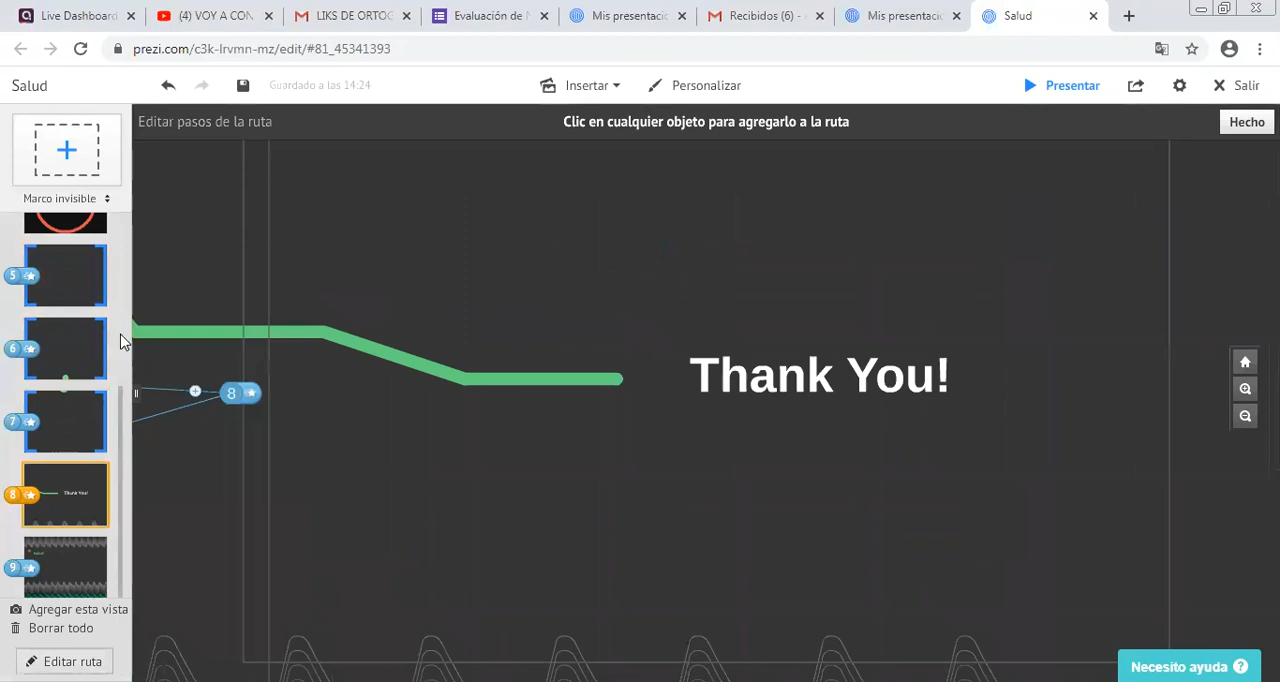 Live Dashboard
(4) VOY A CON
LIKS DE ORTOG
Evaluación de
Mis presentacio
Recibidos (6) -
Mis presentacio
Salud
prezi.com/c3k-lrvmn-mz/edit/#81_45341393
Salud
Guardado a las 14:24
Insertar
Personalizar
Presentar
Salir
Editar pasos de la ruta
Clic en cualquier objeto para agregarlo a la ruta
Hecho
Marco invisible
5
6
7
8
Thank You!
9
8
Thank You!
Agregar esta vista
Borrar todo
Editar ruta
Necesito ayuda ?